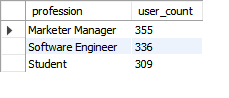 profession user_count
Marketer Manager 355
Software Engineer 336
Student 309